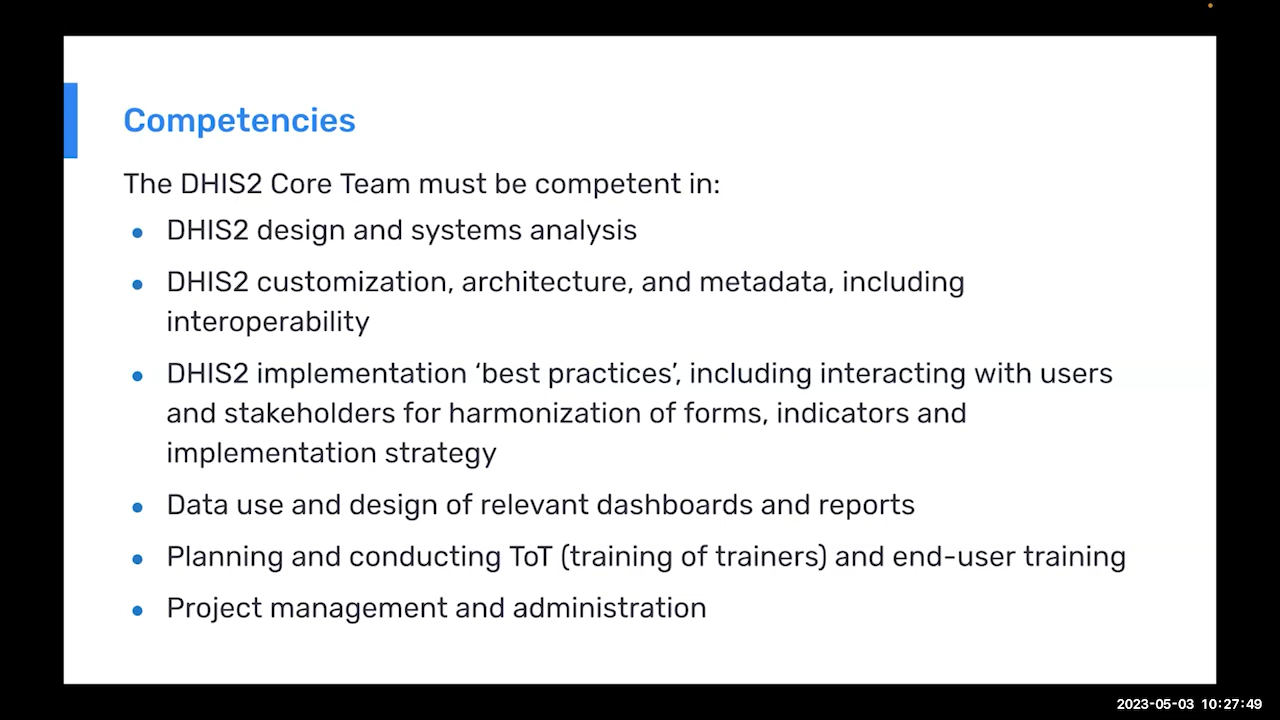 Competencies
The DHIS2 Core Team must be competent in:
• DHIS2 design and systems analysis
• DHIS2 customization, architecture, and metadata, including
interoperability
• DHIS2 implementation ‘best practices’, including interacting with users
and stakeholders for harmonization of forms, indicators and
implementation strategy
• Data use and design of relevant dashboards and reports
• Planning and conducting ToT (training of trainers) and end-user training
• Project management and administration
2023-05-03 10:27:49